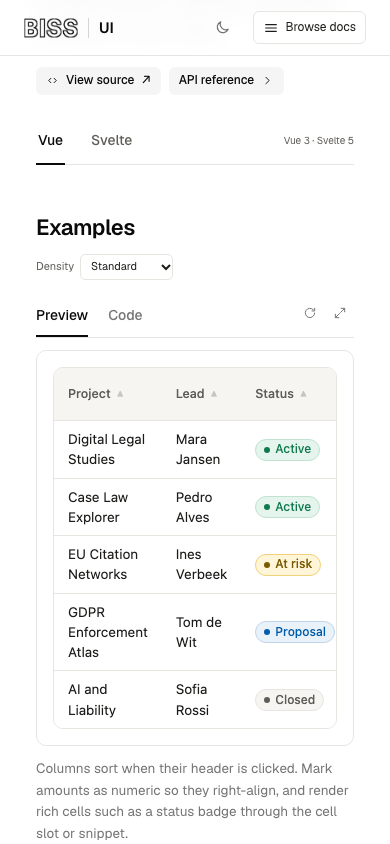 BISS UI Browse docs
View source API reference
Vue Svelte Vue 3 · Svelte 5
Examples
Density Standard
Preview Code
Project Lead Status
Digital Legal Studies Mara Jansen Active
Case Law Explorer Pedro Alves Active
EU Citation Networks Ines Verbeek At risk
GDPR Enforcement Atlas Tom de Wit Proposal
AI and Liability Sofia Rossi Closed
Columns sort when their header is clicked. Mark
amounts as numeric so they right-align, and render
rich cells such as a status badge through the cell
slot or snippet.